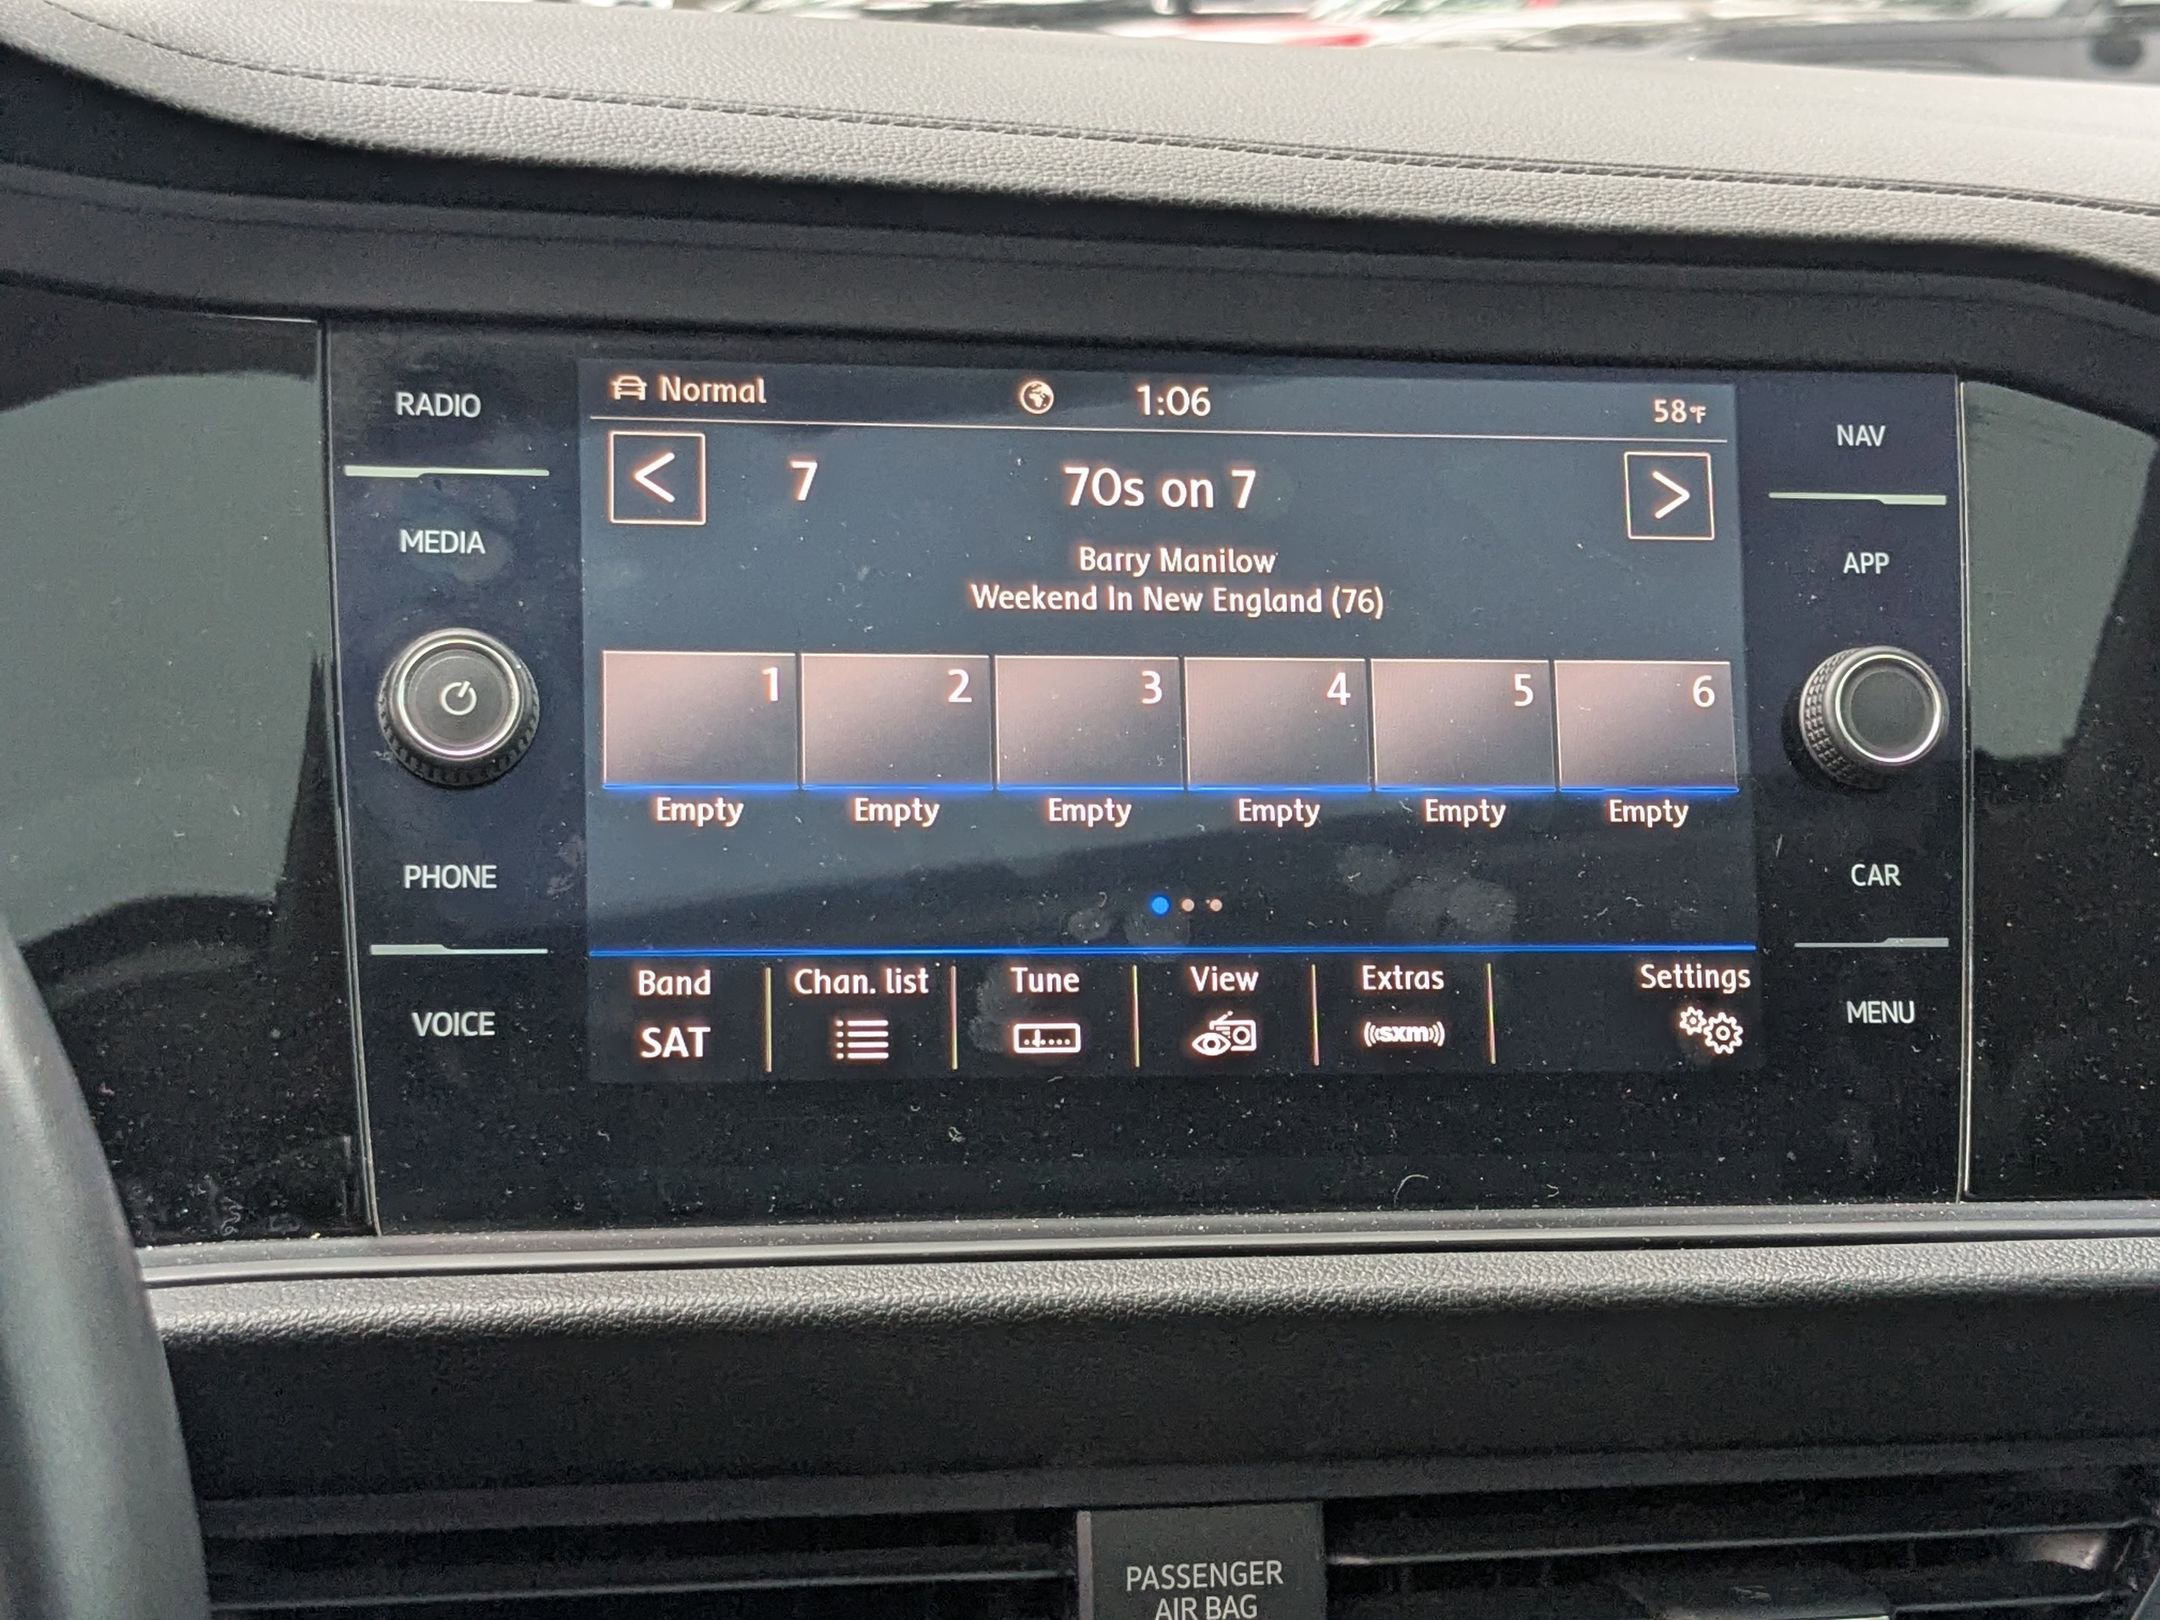 RADIO
MEDIA
PHONE
VOICE
Normal
1:06
58°F
<
7
70s on 7
>
Barry Manilow
Weekend In New England (76)
1
2
3
4
5
6
Empty
Empty
Empty
Empty
Empty
Empty
Band
Chan. list
Tune
View
Extras
Settings
SAT
((sxm))
NAV
APP
CAR
MENU
PASSENGER
AIR BAG